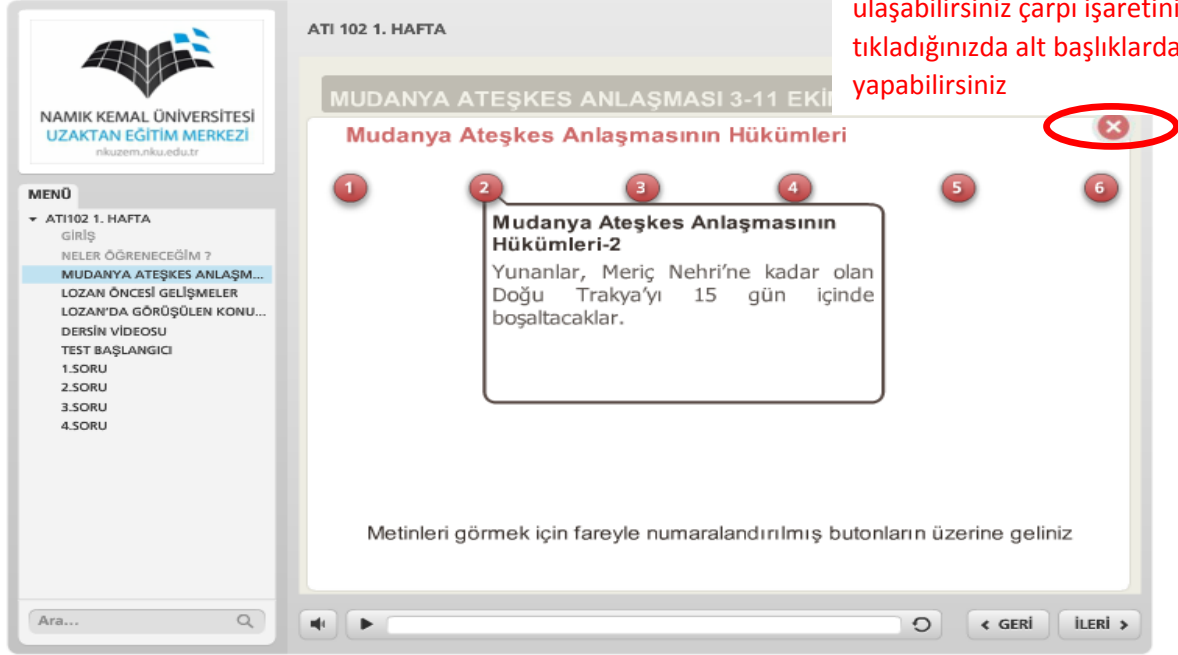 ulaşabilirsiniz çarpı işaretini
tıkladığınızda alt başlıklarda
yapabilirsiniz
NAMIK KEMAL ÜNİVERSİTESİ
UZAKTAN EĞİTİM MERKEZİ
nkuzem.nku.edu.tr
MENÜ
ATI102 1. HAFTA
GİRİŞ
NELER ÖĞRENECEĞİM ?
MUDANYA ATEŞKES ANLAŞM...
LOZAN ÖNCESİ GELİŞMELER
LOZAN'DA GÖRÜŞÜLEN KONU...
DERSİN VİDEOSU
TEST BAŞLANGICI
1.SORU
2.SORU
3.SORU
4.SORU
Ara...
ATI 102 1. HAFTA
MUDANYA ATEŞKES ANLAŞMASI 3-11
Mudanya Ateşkes Anlaşmasının Hükümleri
1 2 3 4 5 6
Mudanya Ateşkes Anlaşmasının
Hükümleri-2
Yunanlar, Meriç Nehri’ne kadar olan
Doğu Trakya’yı 15 gün içinde
boşaltacaklar.
Metinleri görmek için fareyle numaralandırılmış butonların üzerine geliniz
GERİ İLERİ